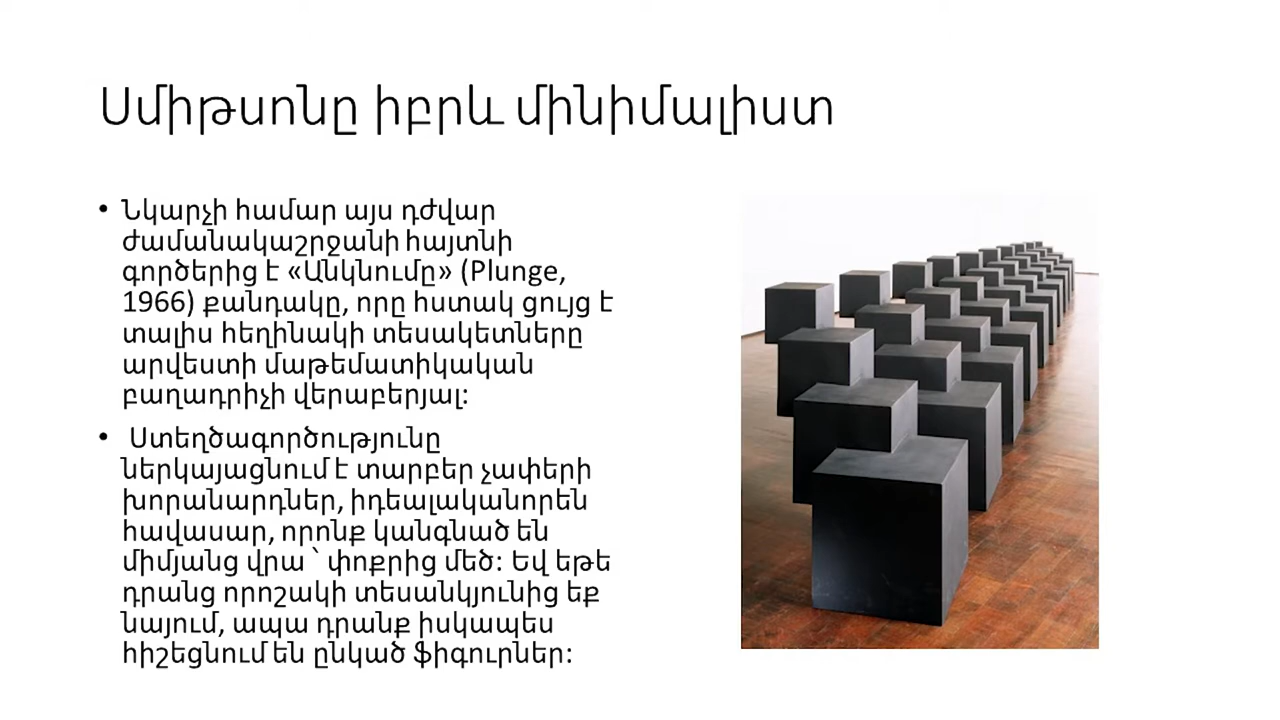 Սմիթսոնը իբրև մինիմալիստ
• Նկարչի համար այս դժվար
ժամանակաշրջանի հայտնի
գործերից է «Անկնումը» (Plunge,
1966) քանդակը, որը հստակ ցույց է
տալիս հեղինակի տեսակետները
արվեստի մաթեմատիկական
բաղադրիչի վերաբերյալ:
• Ստեղծագործությունը
ներկայացնում է տարբեր չափերի
խորանարդներ, իդեալականորեն
հավասար, որոնք կանգնած են
միմյանց վրա ՝ փոքրից մեծ: Եվ եթե
դրանց որոշակի տեսանկյունից եք
նայում, ապա դրանք իսկապես
հիշեցնում են ընկած ֆիգուրներ: